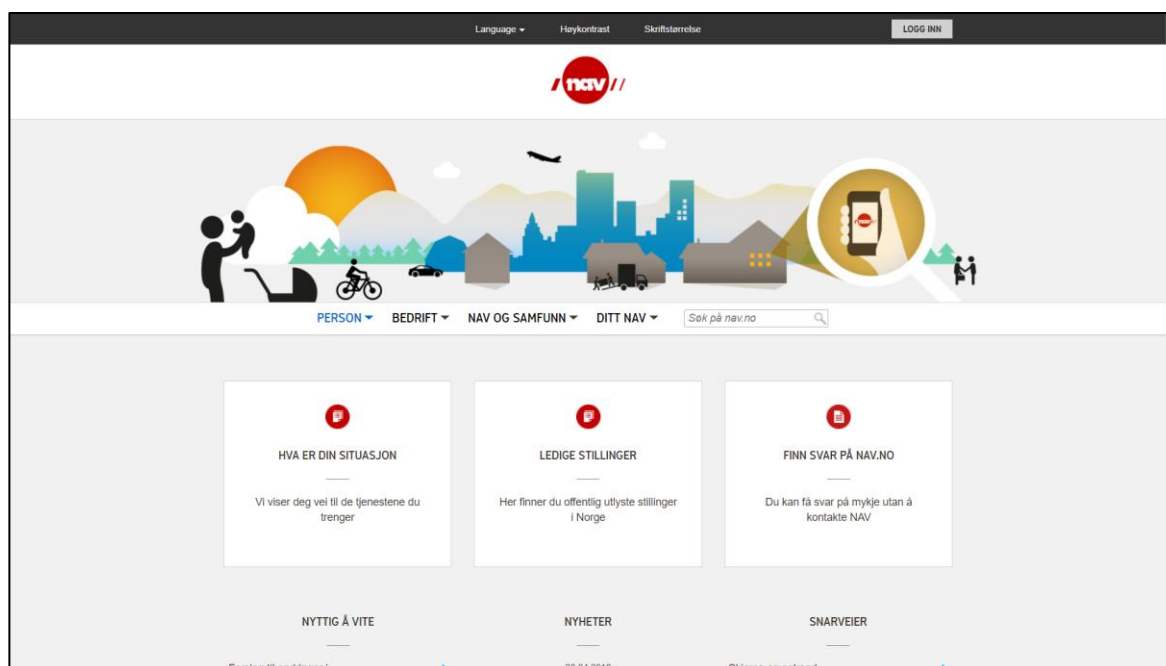 Language
Høykontrast
Skriftstørrelse
LOGG INN
nav
nav
PERSON
BEDRIFT
NAV OG SAMFUNN
DITT NAV
Søk på nav.no
HVA ER DIN SITUASJON
Vi viser deg vei til de tjenestene du
trenger
LEDIGE STILLINGER
Her finner du offentlig utlyste stillinger
i Norge
FINN SVAR PÅ NAV.NO
Du kan få svar på mykje utan å
kontakte NAV
NYTTIG Å VITE
NYHETER
SNARVEIER